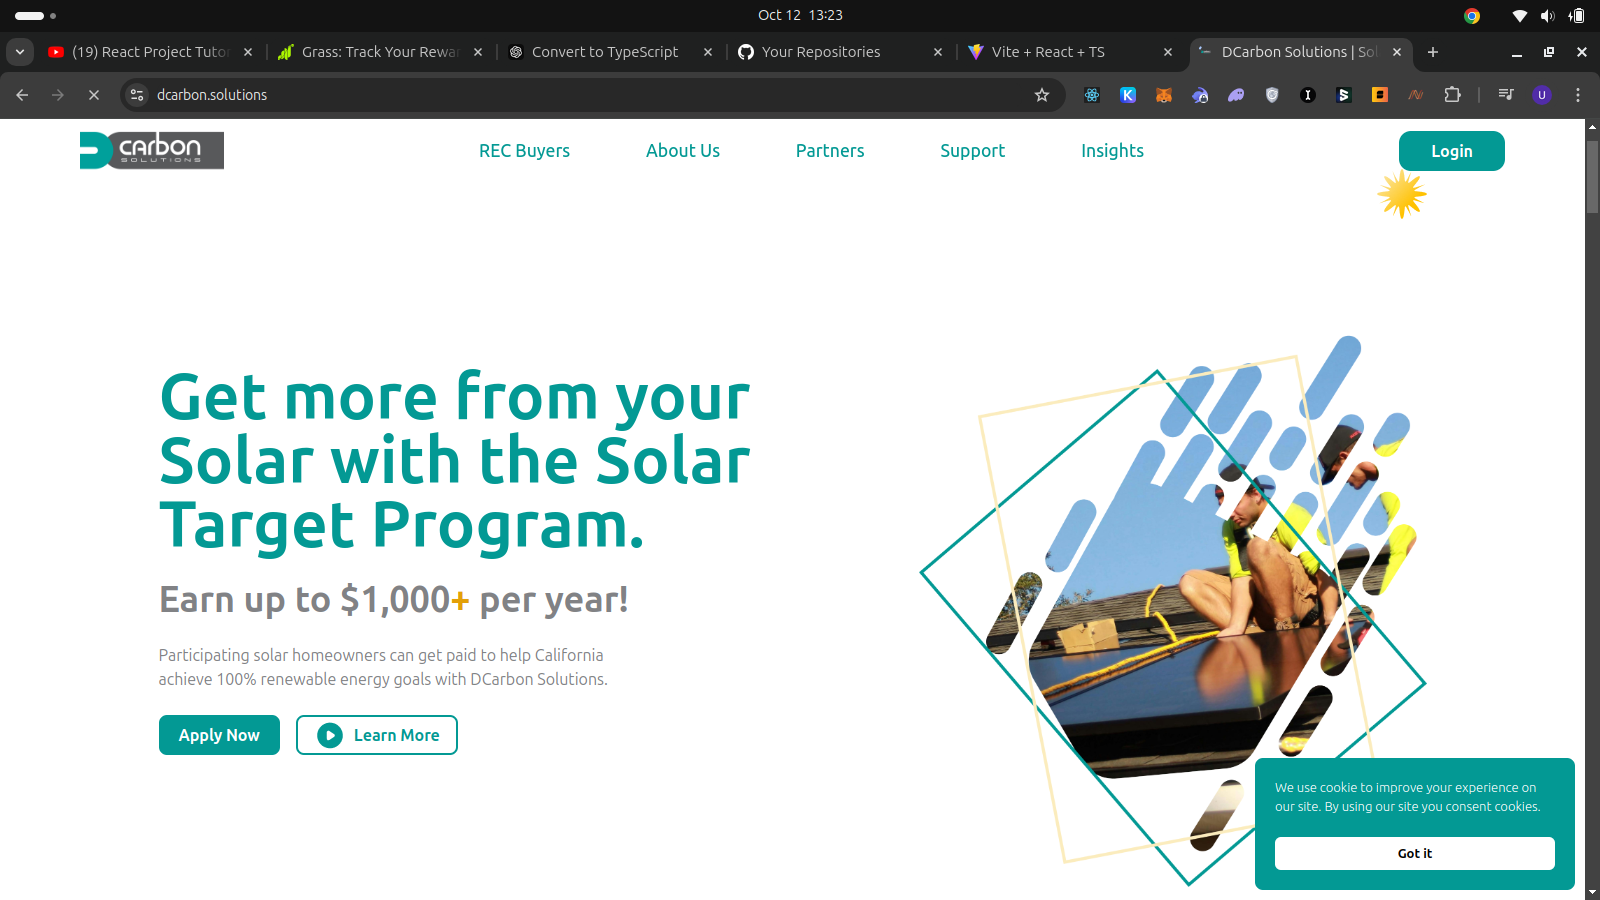 Oct 12 13:23
(19) React Project Tutor
Grass: Track Your Rewar
Convert to TypeScript
Your Repositories
Vite + React + TS
DCarbon Solutions | Sol
dcarbon.solutions
U
carbon
SOLUTIONS
REC Buyers
About Us
Partners
Support
Insights
Login
Get more from your
Solar with the Solar
Target Program.
Earn up to $1,000+ per year!
Participating solar homeowners can get paid to help California
achieve 100% renewable energy goals with DCarbon Solutions.
Apply Now
Learn More
We use cookie to improve your experience on
our site. By using our site you consent cookies.
Got it